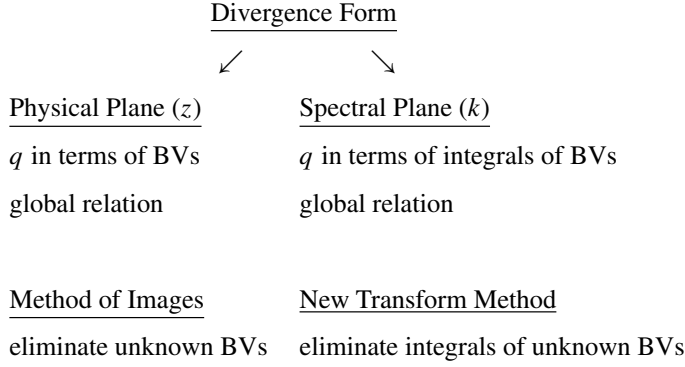 Divergence Form
Physical Plane (z) Spectral Plane (k)
q in terms of BVs q in terms of integrals of BVs
global relation global relation
Method of Images New Transform Method
eliminate unknown BVs eliminate integrals of unknown BVs